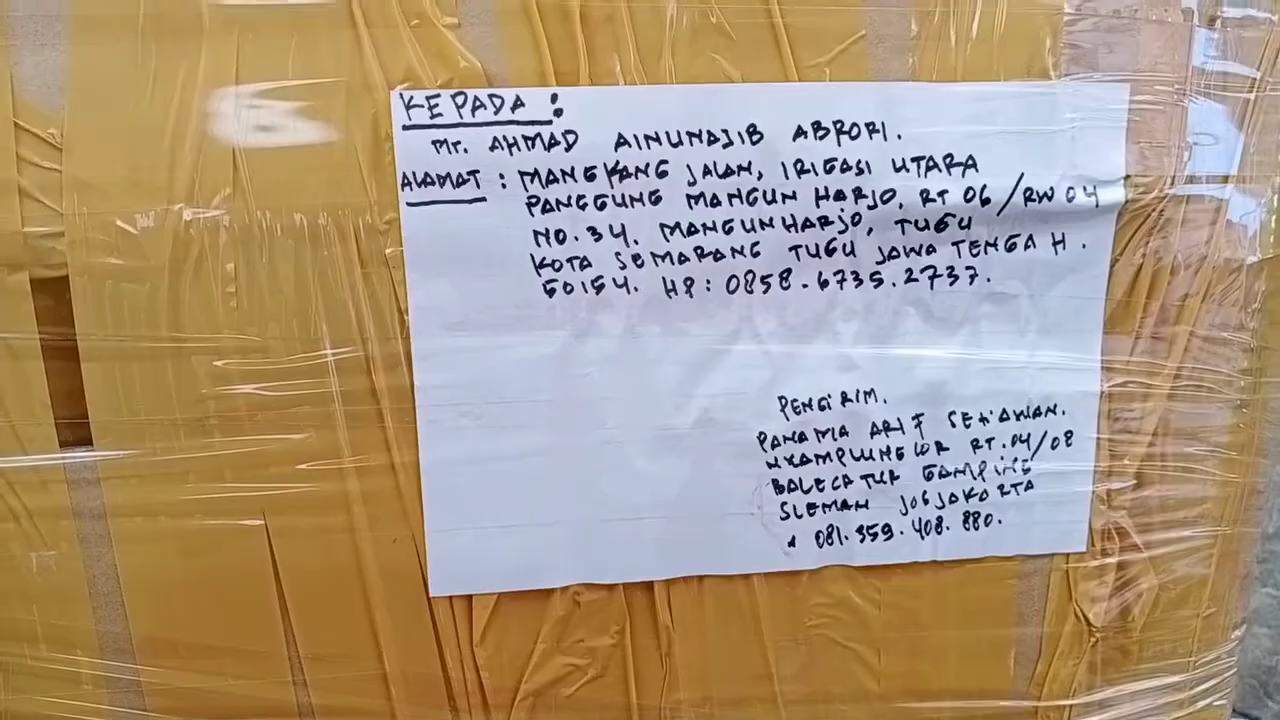 KEPADA :
Mr. AHMAD AINUNAJIB ABRORI.
ALAMAT : MANGKANG JALAN, IRIGASI UTARA
PANGGUNG MANGUN HARJO, RT 06/RW 04
NO. 34. MANGUNHARJO, TUGU
KOTA SEMARANG TUGU JAWA TENGAH.
50154. HP: 0858.6735.2737.
PENGIRIM.
ARIF SETIAWAN.
RT.04/08
BALECATUR GAMPING
SLEMAN JOGJAKARTA
081.359.408.880.